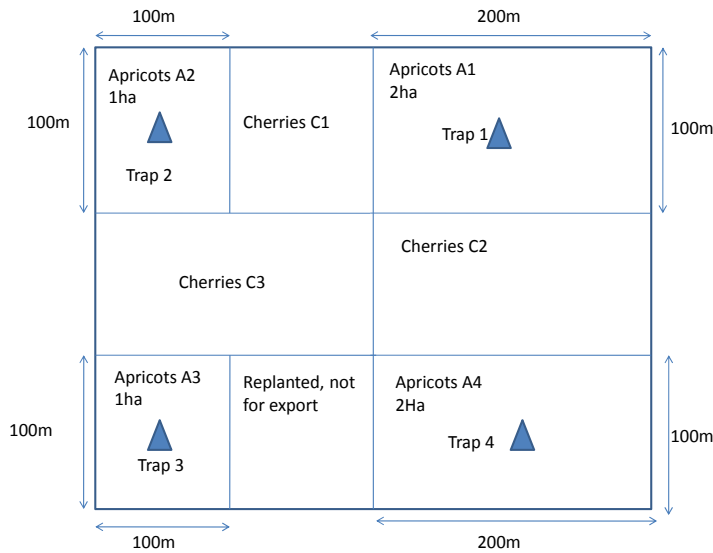 100m
200m
Apricots A2
1ha
Cherries C1
Apricots A1
2ha
100m
Trap 1
100m
Trap 2
Cherries C2
Cherries C3
Apricots A3
1ha
Replanted, not
for export
Apricots A4
2Ha
100m
Trap 3
Trap 4
100m
100m
200m